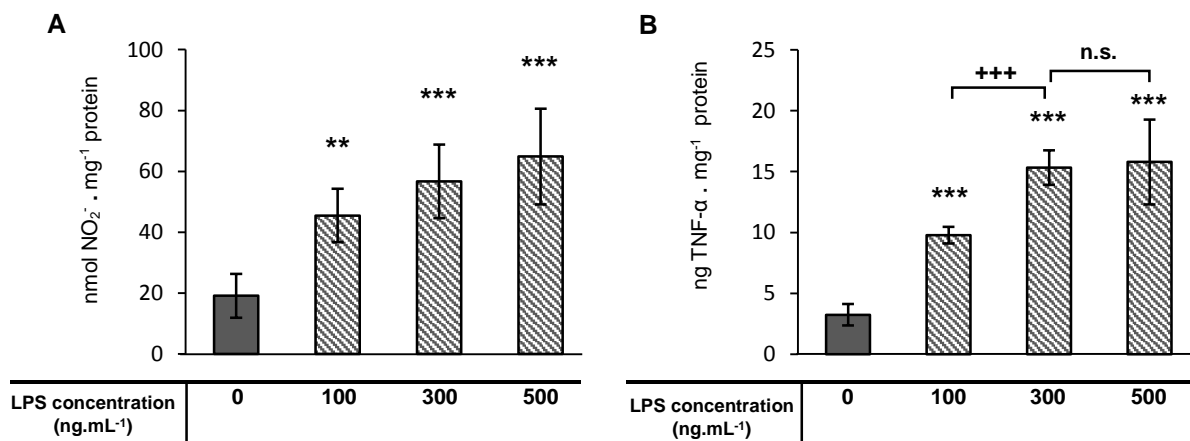 A
nmol NO₂⁻ . mg⁻¹ protein
100
80
60
40
20
0
**
***
***
LPS concentration
(ng.mL⁻¹)
0 100 300 500
B
ng TNF-α . mg⁻¹ protein
25
20
15
10
5
0
+++
n.s.
***
***
***
LPS concentration
(ng.mL⁻¹)
0 100 300 500